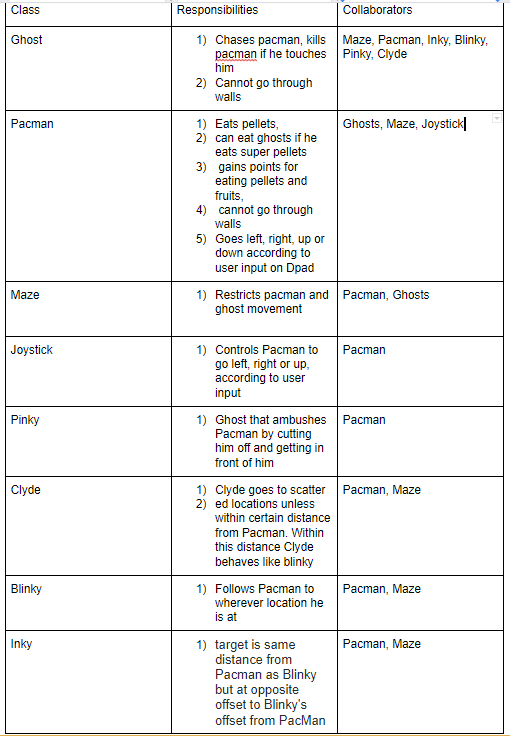 Class Responsibilities Collaborators
Ghost
1) Chases pacman, kills
pacman if he touches
him
2) Cannot go through
walls
Maze, Pacman, Inky, Blinky,
Pinky, Clyde
Pacman
1) Eats pellets,
2) can eat ghosts if he
eats super pellets
3) gains points for
eating pellets and
fruits,
4) cannot go through
walls
5) Goes left, right, up or
down according to
user input on Dpad
Ghosts, Maze, Joystick
Maze
1) Restricts pacman and
ghost movement
Pacman, Ghosts
Joystick
1) Controls Pacman to
go left, right or up,
according to user
input
Pacman
Pinky
1) Ghost that ambushes
Pacman by cutting
him off and getting in
front of him
Pacman
Clyde
1) Clyde goes to scatter
2) ed locations unless
within certain distance
from Pacman. Within
this distance Clyde
behaves like blinky
Pacman, Maze
Blinky
1) Follows Pacman to
wherever location he
is at
Pacman, Maze
Inky
1) target is same
distance from
Pacman as Blinky
but at opposite
offset to Blinky's
offset from PacMan
Pacman, Maze